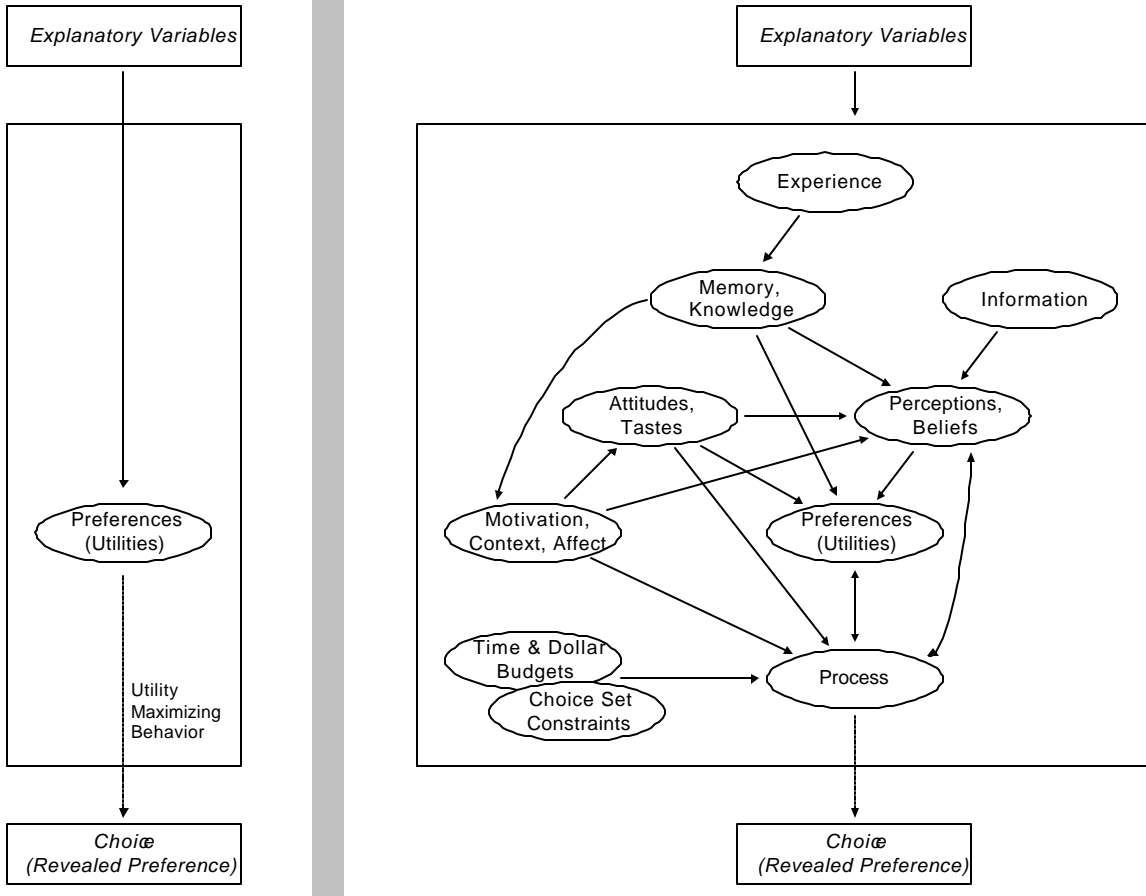 Explanatory Variables
Preferences
(Utilities)
Utility
Maximizing
Behavior
Choice
(Revealed Preference)
Explanatory Variables
Experience
Memory,
Knowledge
Information
Attitudes,
Tastes
Perceptions,
Beliefs
Motivation,
Context, Affect
Preferences
(Utilities)
Time & Dollar
Budgets
Choice Set
Constraints
Process
Choice
(Revealed Preference)